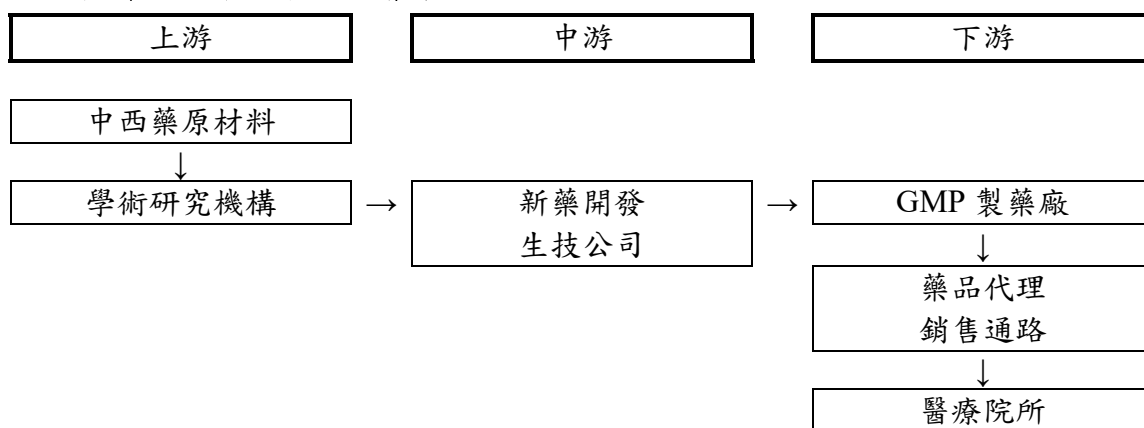 上游 中游 下游
中西藥原材料
↓
學術研究機構 → 新藥開發 → GMP 製藥廠
生技公司
↓
藥品代理
銷售通路
↓
醫療院所